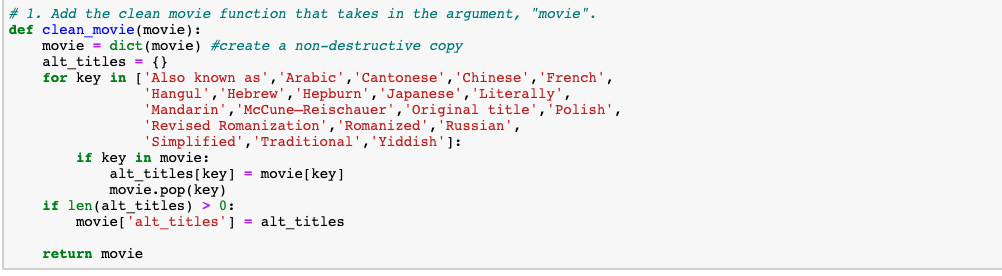 # 1. Add the clean movie function that takes in the argument, "movie".
def clean_movie(movie):
    movie = dict(movie) #create a non-destructive copy
    alt_titles = {}
    for key in ['Also known as','Arabic','Cantonese','Chinese','French',
                'Hangul','Hebrew','Hepburn','Japanese','Literally',
                'Mandarin','McCune–Reischauer','Original title','Polish',
                'Revised Romanization','Romanized','Russian',
                'Simplified','Traditional','Yiddish']:
        if key in movie:
            alt_titles[key] = movie[key]
            movie.pop(key)
    if len(alt_titles) > 0:
        movie['alt_titles'] = alt_titles
    return movie